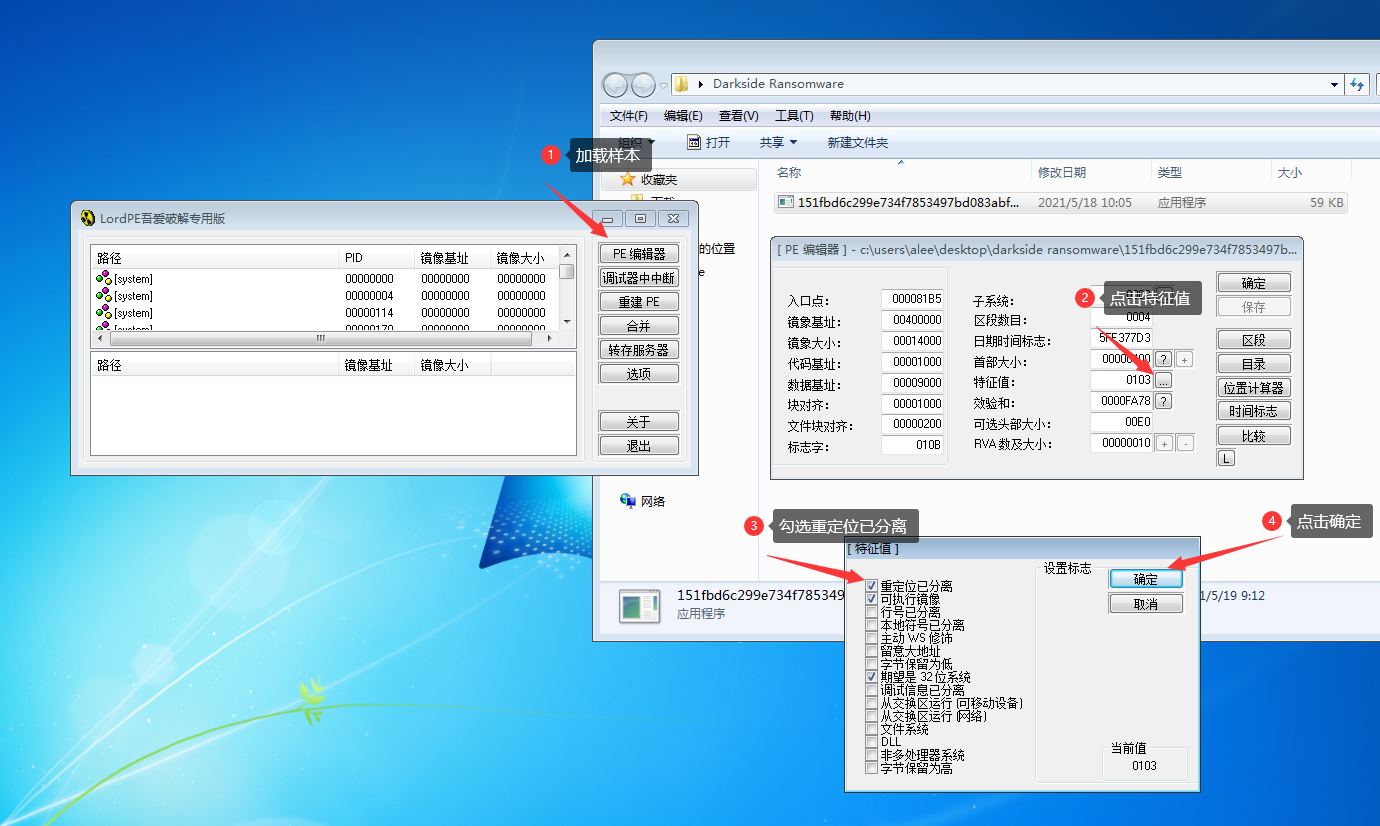 Darkside Ransomware
文件(F) 编辑(E) 查看(V) 工具(T) 帮助(H)
组织 打开 共享 新建文件夹
1 加载样本
收藏夹
名称 修改日期 类型 大小
151fbd6c299e734f7853497bd083abf... 2021/5/18 10:05 应用程序 59 KB
的位置
网络
LordPE吾爱破解专用版
路径 PID 镜像基址 镜像大小
[system] 00000000 00000000 00000000
[system] 00000004 00000000 00000000
[system] 00000114 00000000 00000000
[system] 00000170 00000000 00000000
路径 镜像基址 镜像大小
PE 编辑器
调试器中中断
重建 PE
合并
转存服务器
选项
关于
退出
[ PE 编辑器 ] - c:\users\alee\desktop\darkside ransomware\151fbd6c299e734f7853497b...
2 点击特征值
入口点: 000081B5
镜象基址: 00400000
镜象大小: 00014000
代码基址: 00001000
数据基址: 00009000
块对齐: 00001000
文件块对齐: 00000200
标志字: 010B
子系统:
区段数目: 0004
日期时间标志: 5FE377D3
首部大小: 00000400 ? +
特征值: 0103 ...
效验和: 0000FA78 ?
可选头部大小: 00E0
RVA 数及大小: 00000010 + -
确定
保存
区段
目录
位置计算器
时间标志
比较
L
3 勾选重定位已分离
4 点击确定
[ 特征值 ]
重定位已分离
可执行镜像
行号已分离
本地符号已分离
主动 WS 修饰
留意大地址
字节保留为低
期望是 32位系统
调试信息已分离
从交换区运行 (可移动设备)
从交换区运行 (网络)
文件系统
DLL
非多处理器系统
字节保留为高
设置标志
确定
取消
当前值
0103
151fbd6c299e734f785349
应用程序
1/5/19 9:12